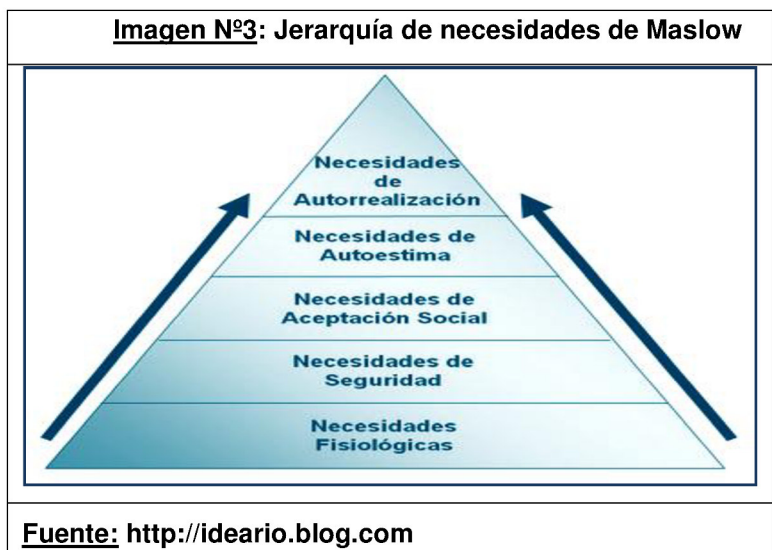 Imagen Nº3: Jerarquía de necesidades de Maslow
Necesidades
de
Autorrealización
Necesidades de
Autoestima
Necesidades de
Aceptación Social
Necesidades de
Seguridad
Necesidades
Fisiológicas
Fuente: http://ideario.blog.com